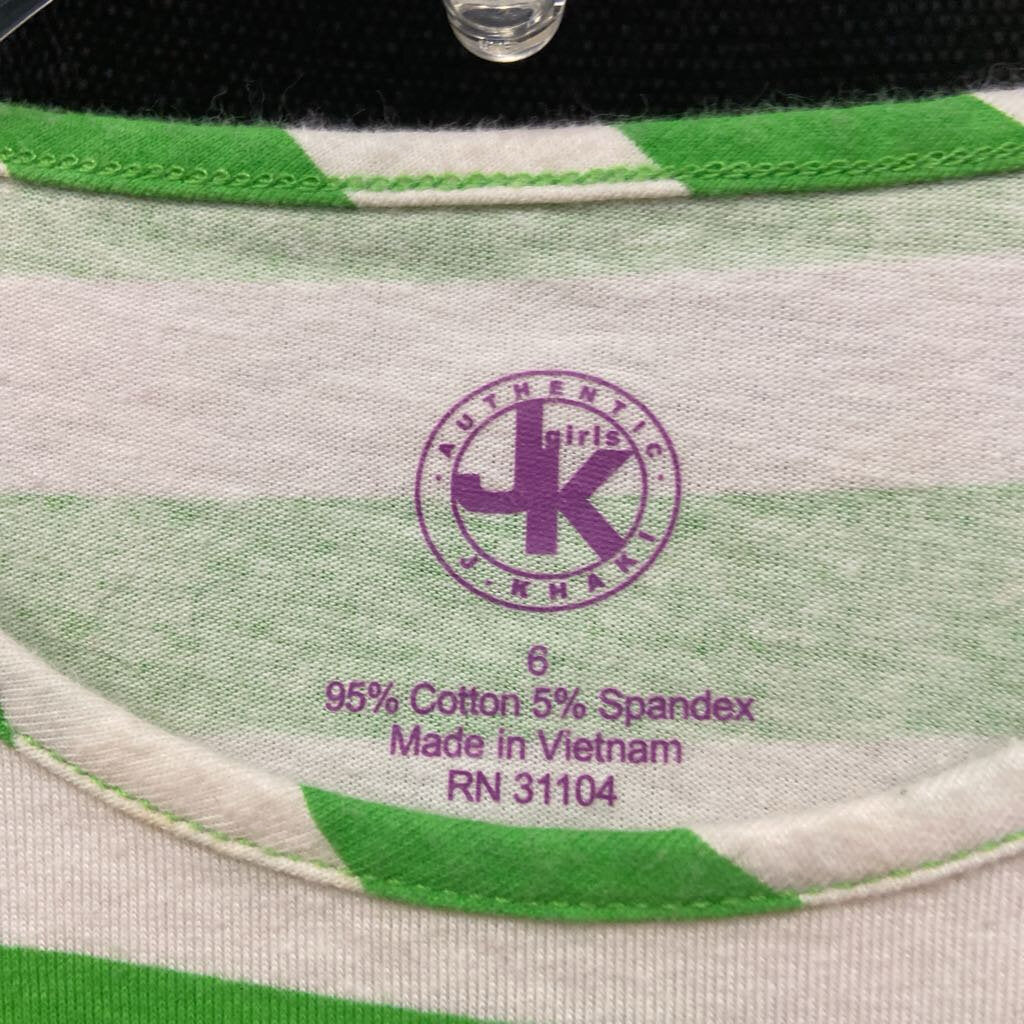 AUTHENTIC
girls
JK
J·KHAKI
6
95% Cotton 5% Spandex
Made in Vietnam
RN 31104